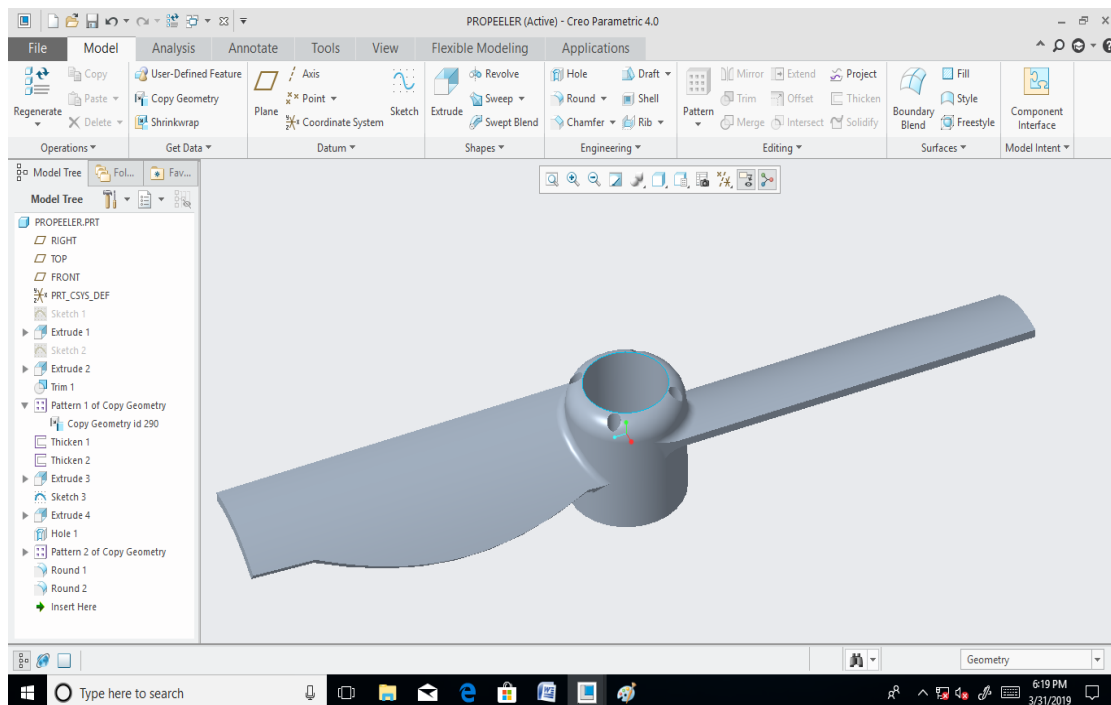 PROPEELER (Active) - Creo Parametric 4.0
File Model Analysis Annotate Tools View Flexible Modeling Applications
Regenerate
Copy
Paste
Delete
Operations
User-Defined Feature
Copy Geometry
Shrinkwrap
Get Data
Plane
Axis
Point
Coordinate System
Sketch
Datum
Extrude
Revolve
Sweep
Swept Blend
Shapes
Hole
Round
Chamfer
Draft
Shell
Rib
Engineering
Pattern
Mirror
Trim
Merge
Extend
Offset
Intersect
Project
Thicken
Solidify
Editing
Boundary
Blend
Fill
Style
Freestyle
Surfaces
Component
Interface
Model Intent
Model Tree Fol... Fav...
Model Tree
PROPEELER.PRT
RIGHT
TOP
FRONT
PRT_CSYS_DEF
Sketch 1
Extrude 1
Sketch 2
Extrude 2
Trim 1
Pattern 1 of Copy Geometry
Copy Geometry id 290
Thicken 1
Thicken 2
Extrude 3
Sketch 3
Extrude 4
Hole 1
Pattern 2 of Copy Geometry
Round 1
Round 2
Insert Here
Geometry
Type here to search
6:19 PM
3/31/2019